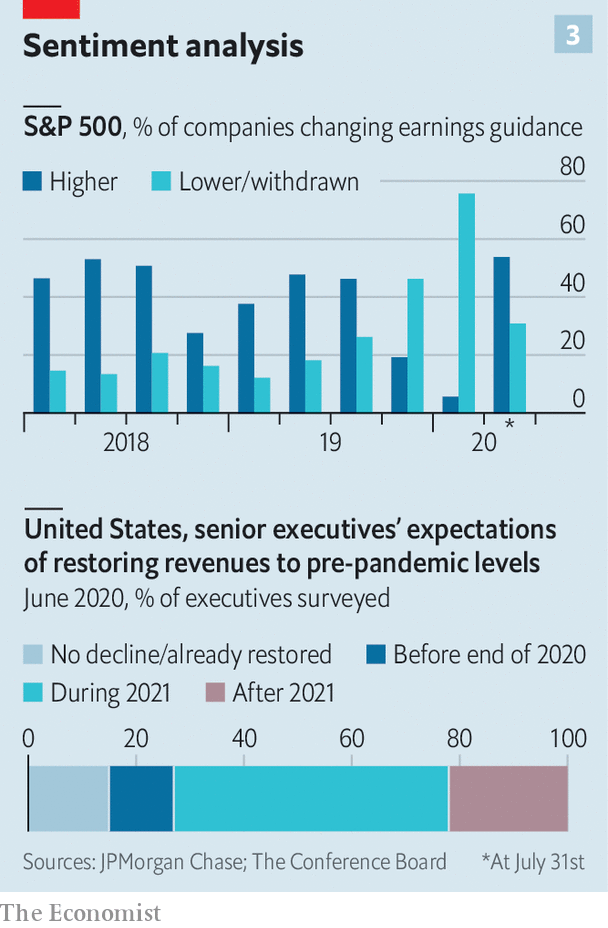 Sentiment analysis
3
S&P 500, % of companies changing earnings guidance
Higher
Lower/withdrawn
80
60
40
20
0
2018
19
20
*
United States, senior executives’ expectations
of restoring revenues to pre-pandemic levels
June 2020, % of executives surveyed
No decline/already restored
Before end of 2020
During 2021
After 2021
0 20 40 60 80 100
Sources: JPMorgan Chase; The Conference Board
*At July 31st
The Economist